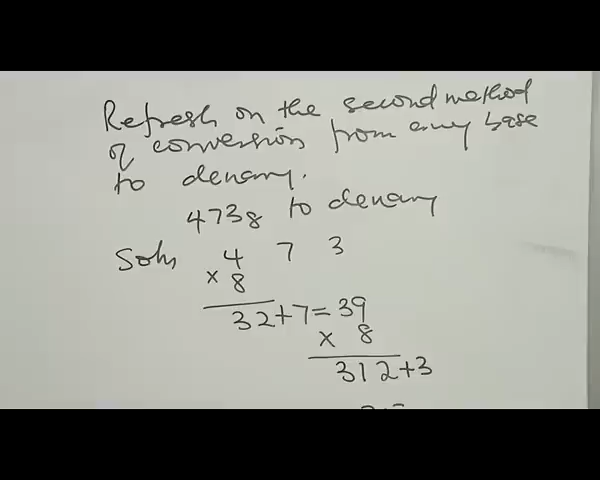 Refresh on the second method
of conversion from any base
to denary.
473₈ to denary
Soln 4 7 3
× 8
32+7=39
× 8
312+3